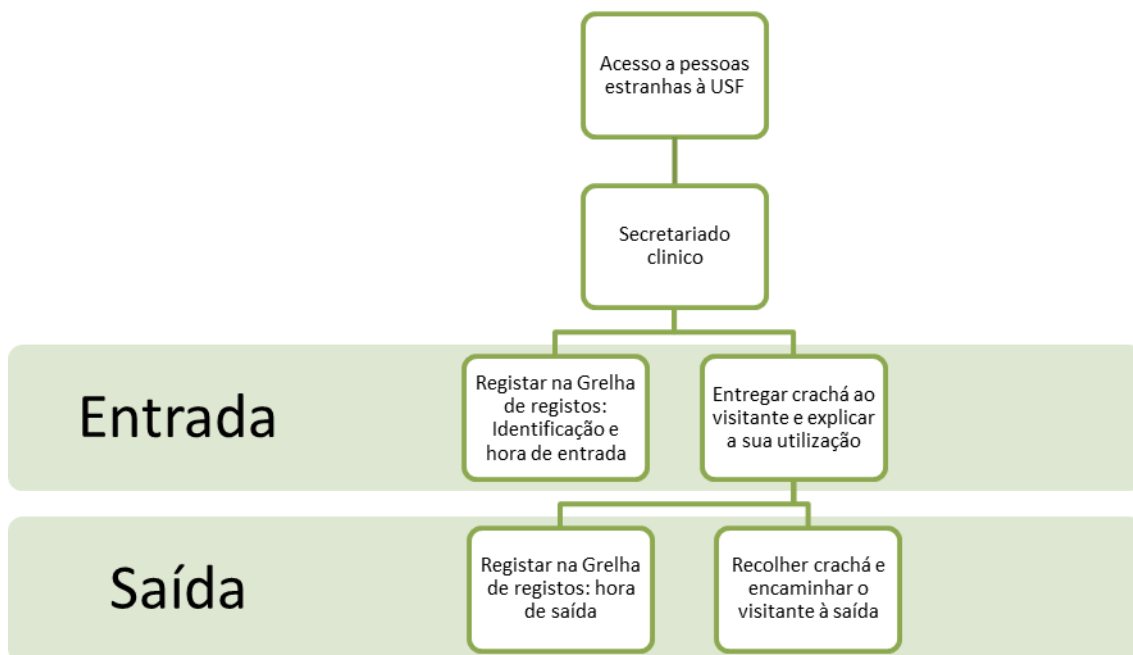 Acesso a pessoas
estranhas à USF
Secretariado
clinico
Entrada
Registar na Grelha
de registos:
Identificação e
hora de entrada
Entregar crachá ao
visitante e explicar
a sua utilização
Saída
Registar na Grelha
de registos: hora
de saída
Recolher crachá e
encaminhar o
visitante à saída